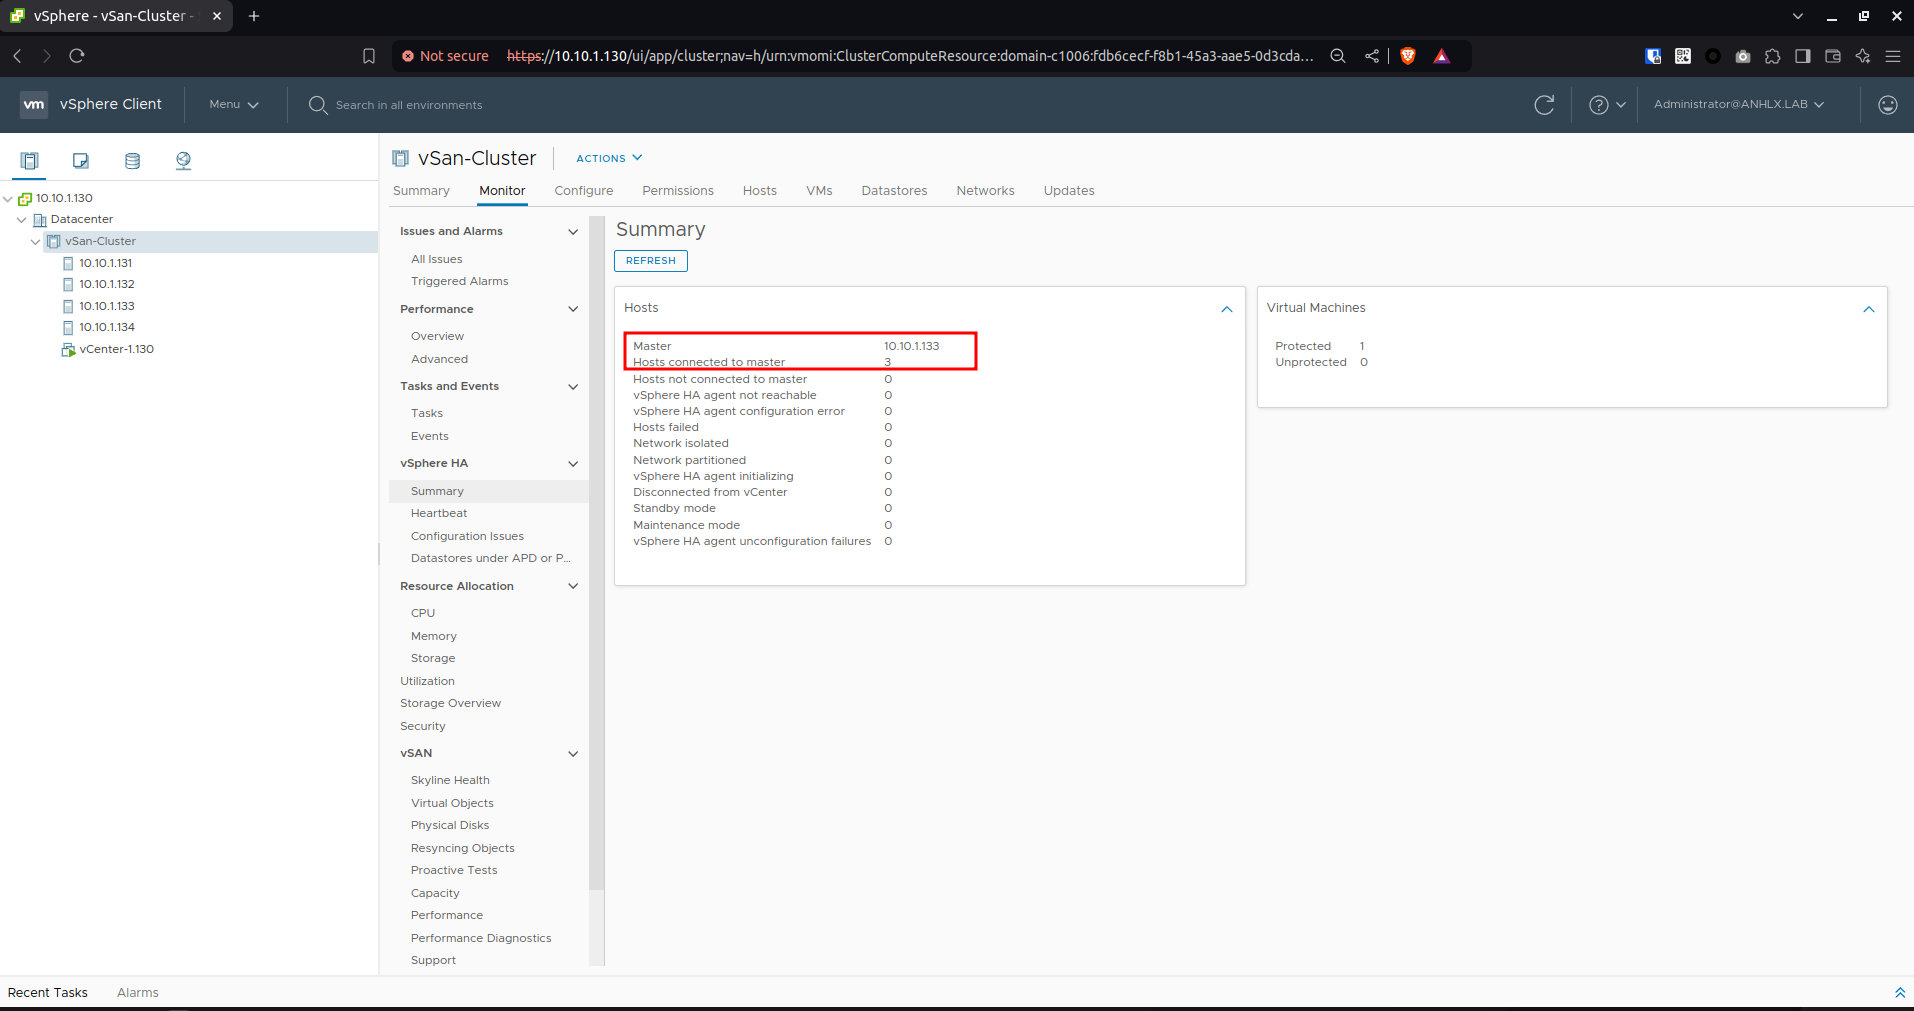 vSphere - vSan-Cluster -
Not secure https://10.10.1.130/ui/app/cluster;nav=h/urn:vmomi:ClusterComputeResource:domain-c1006:fdb6cecf-f8b1-45a3-aae5-0d3cda...
vm vSphere Client Menu Search in all environments Administrator@ANHLX.LAB
10.10.1.130
Datacenter
vSan-Cluster
10.10.1.131
10.10.1.132
10.10.1.133
10.10.1.134
vCenter-1.130
vSan-Cluster ACTIONS
Summary Monitor Configure Permissions Hosts VMs Datastores Networks Updates
Issues and Alarms
All Issues
Triggered Alarms
Performance
Overview
Advanced
Tasks and Events
Tasks
Events
vSphere HA
Summary
Heartbeat
Configuration Issues
Datastores under APD or P...
Resource Allocation
CPU
Memory
Storage
Utilization
Storage Overview
Security
vSAN
Skyline Health
Virtual Objects
Physical Disks
Resyncing Objects
Proactive Tests
Capacity
Performance
Performance Diagnostics
Support
Summary
REFRESH
Hosts
Master 10.10.1.133
Hosts connected to master 3
Hosts not connected to master 0
vSphere HA agent not reachable 0
vSphere HA agent configuration error 0
Hosts failed 0
Network isolated 0
Network partitioned 0
vSphere HA agent initializing 0
Disconnected from vCenter 0
Standby mode 0
Maintenance mode 0
vSphere HA agent unconfiguration failures 0
Virtual Machines
Protected 1
Unprotected 0
Recent Tasks Alarms